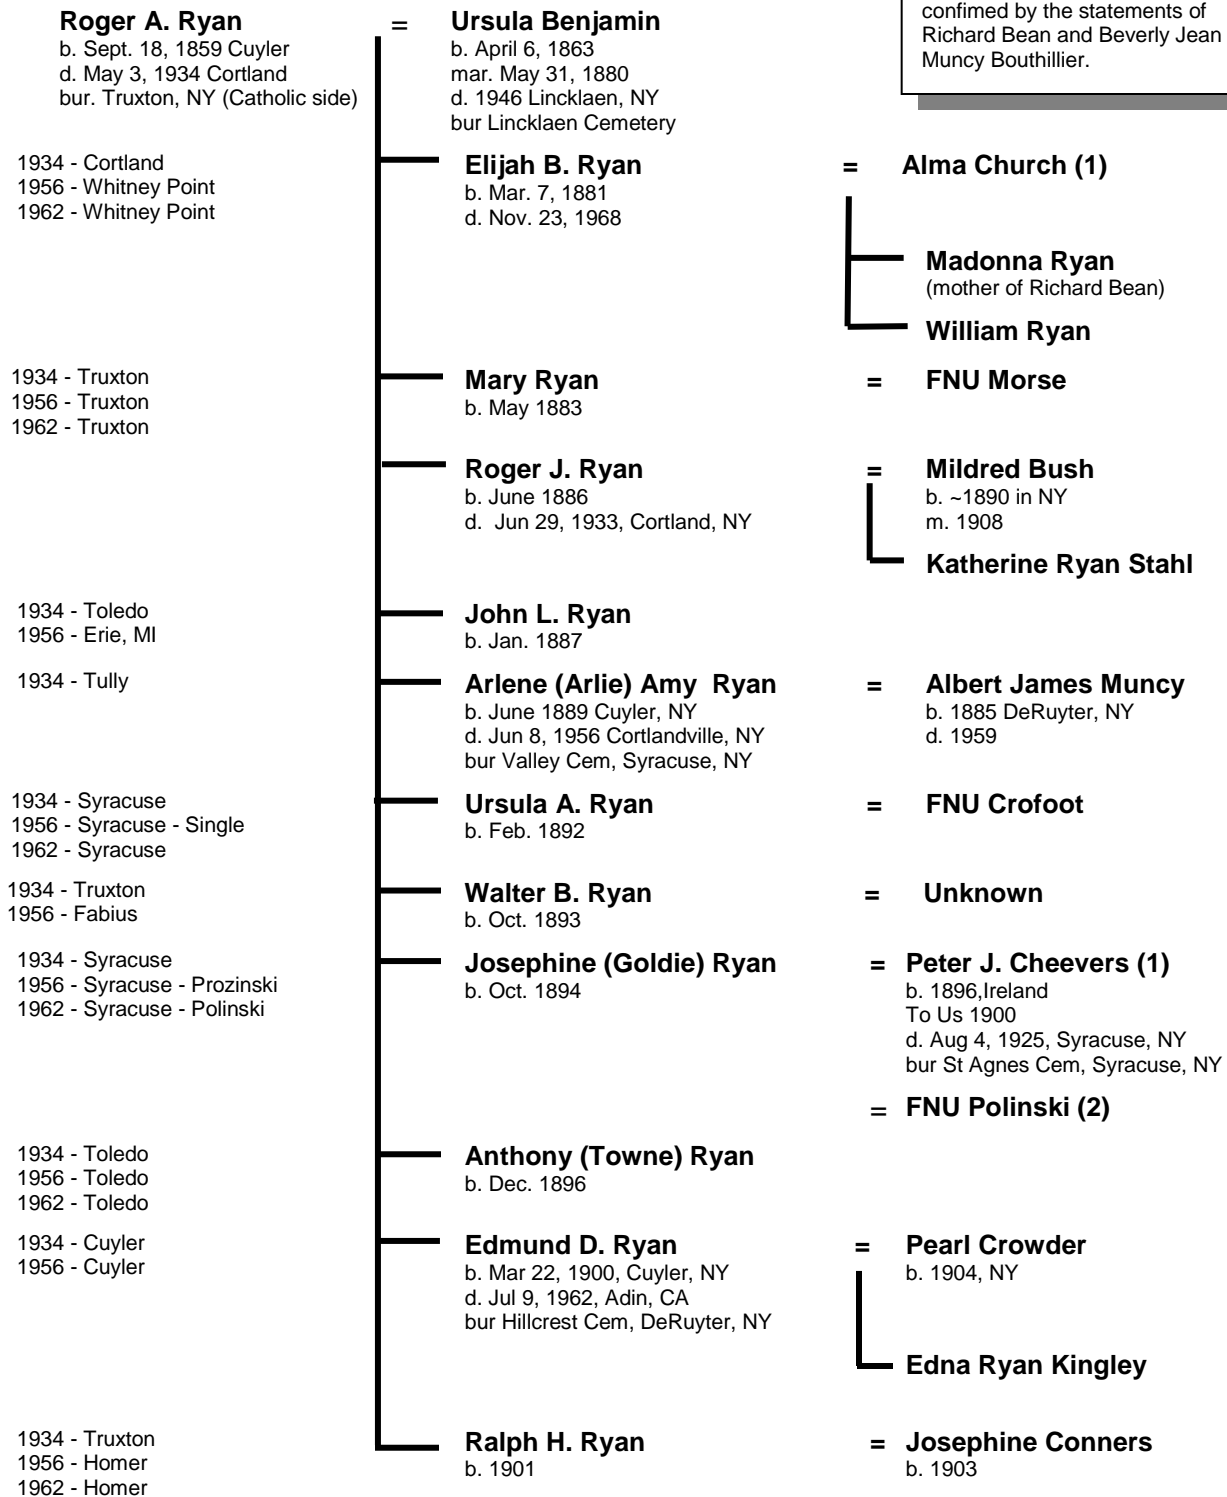 confimed by the statements of
Richard Bean and Beverly Jean
Muncy Bouthillier.
Roger A. Ryan
b. Sept. 18, 1859 Cuyler
d. May 3, 1934 Cortland
bur. Truxton, NY (Catholic side)
=
Ursula Benjamin
b. April 6, 1863
mar. May 31, 1880
d. 1946 Lincklaen, NY
bur Lincklaen Cemetery
1934 - Cortland
1956 - Whitney Point
1962 - Whitney Point
Elijah B. Ryan
b. Mar. 7, 1881
d. Nov. 23, 1968
= Alma Church (1)
Madonna Ryan
(mother of Richard Bean)
William Ryan
1934 - Truxton
1956 - Truxton
1962 - Truxton
Mary Ryan
b. May 1883
= FNU Morse
Roger J. Ryan
b. June 1886
d. Jun 29, 1933, Cortland, NY
= Mildred Bush
b. ~1890 in NY
m. 1908
Katherine Ryan Stahl
1934 - Toledo
1956 - Erie, MI
John L. Ryan
b. Jan. 1887
1934 - Tully
Arlene (Arlie) Amy Ryan
b. June 1889 Cuyler, NY
d. Jun 8, 1956 Cortlandville, NY
bur Valley Cem, Syracuse, NY
= Albert James Muncy
b. 1885 DeRuyter, NY
d. 1959
1934 - Syracuse
1956 - Syracuse - Single
1962 - Syracuse
Ursula A. Ryan
b. Feb. 1892
= FNU Crofoot
1934 - Truxton
1956 - Fabius
Walter B. Ryan
b. Oct. 1893
= Unknown
1934 - Syracuse
1956 - Syracuse - Prozinski
1962 - Syracuse - Polinski
Josephine (Goldie) Ryan
b. Oct. 1894
= Peter J. Cheevers (1)
b. 1896,Ireland
To Us 1900
d. Aug 4, 1925, Syracuse, NY
bur St Agnes Cem, Syracuse, NY
= FNU Polinski (2)
1934 - Toledo
1956 - Toledo
1962 - Toledo
Anthony (Towne) Ryan
b. Dec. 1896
1934 - Cuyler
1956 - Cuyler
Edmund D. Ryan
b. Mar 22, 1900, Cuyler, NY
d. Jul 9, 1962, Adin, CA
bur Hillcrest Cem, DeRuyter, NY
= Pearl Crowder
b. 1904, NY
Edna Ryan Kingley
1934 - Truxton
1956 - Homer
1962 - Homer
Ralph H. Ryan
b. 1901
= Josephine Conners
b. 1903